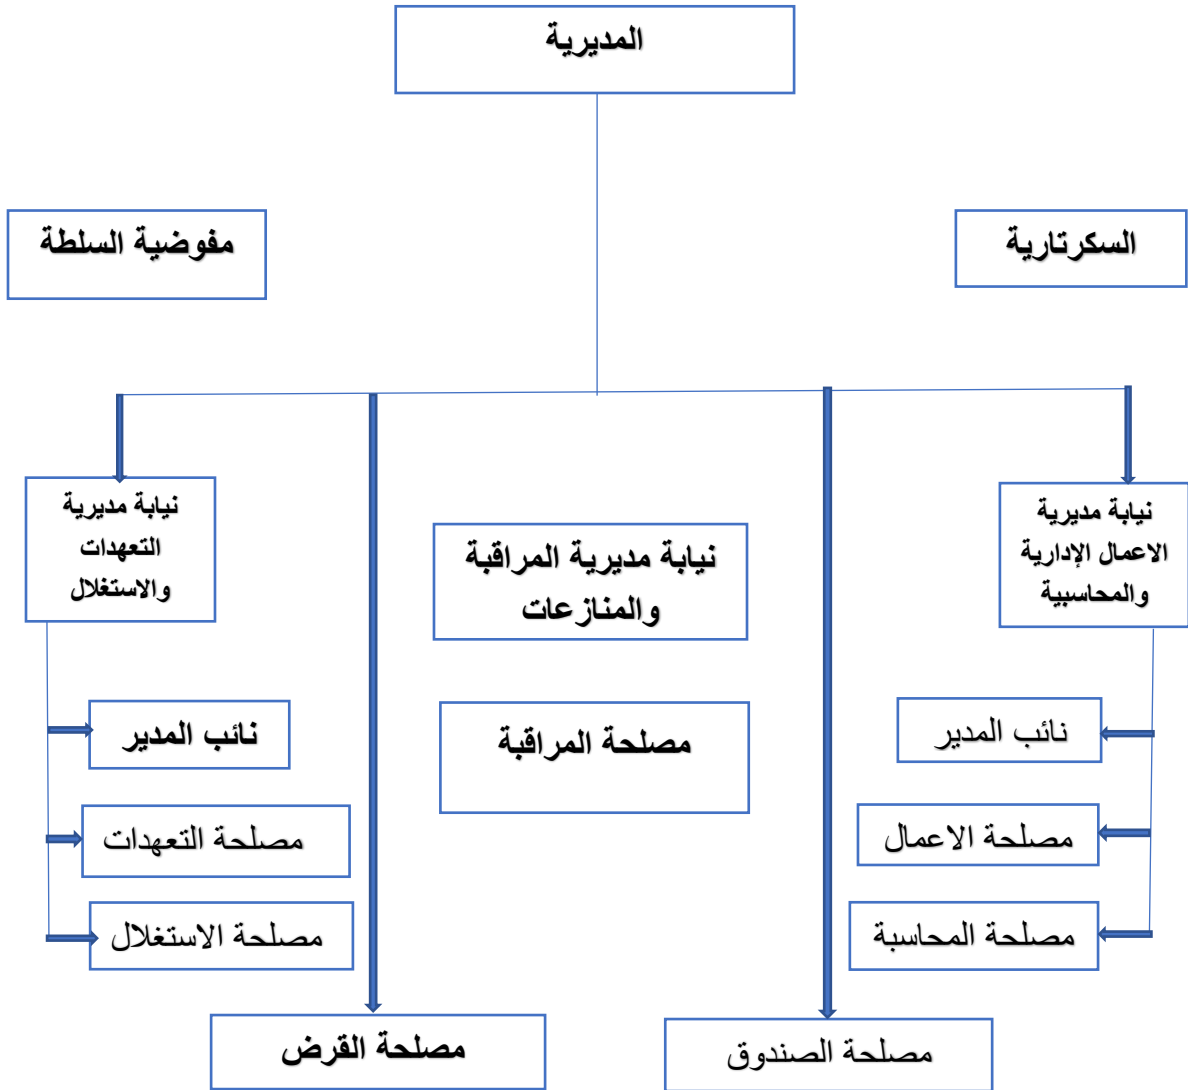 المديرية
السكرتارية
مفوضية السلطة
نيابة مديرية
الاعمال الإدارية
والمحاسبية
نيابة مديرية المراقبة
والمنازعات
نيابة مديرية
التعهدات
والاستغلال
نائب المدير
مصلحة المراقبة
نائب المدير
مصلحة الاعمال
مصلحة التعهدات
مصلحة المحاسبة
مصلحة الاستغلال
مصلحة الصندوق
مصلحة القرض